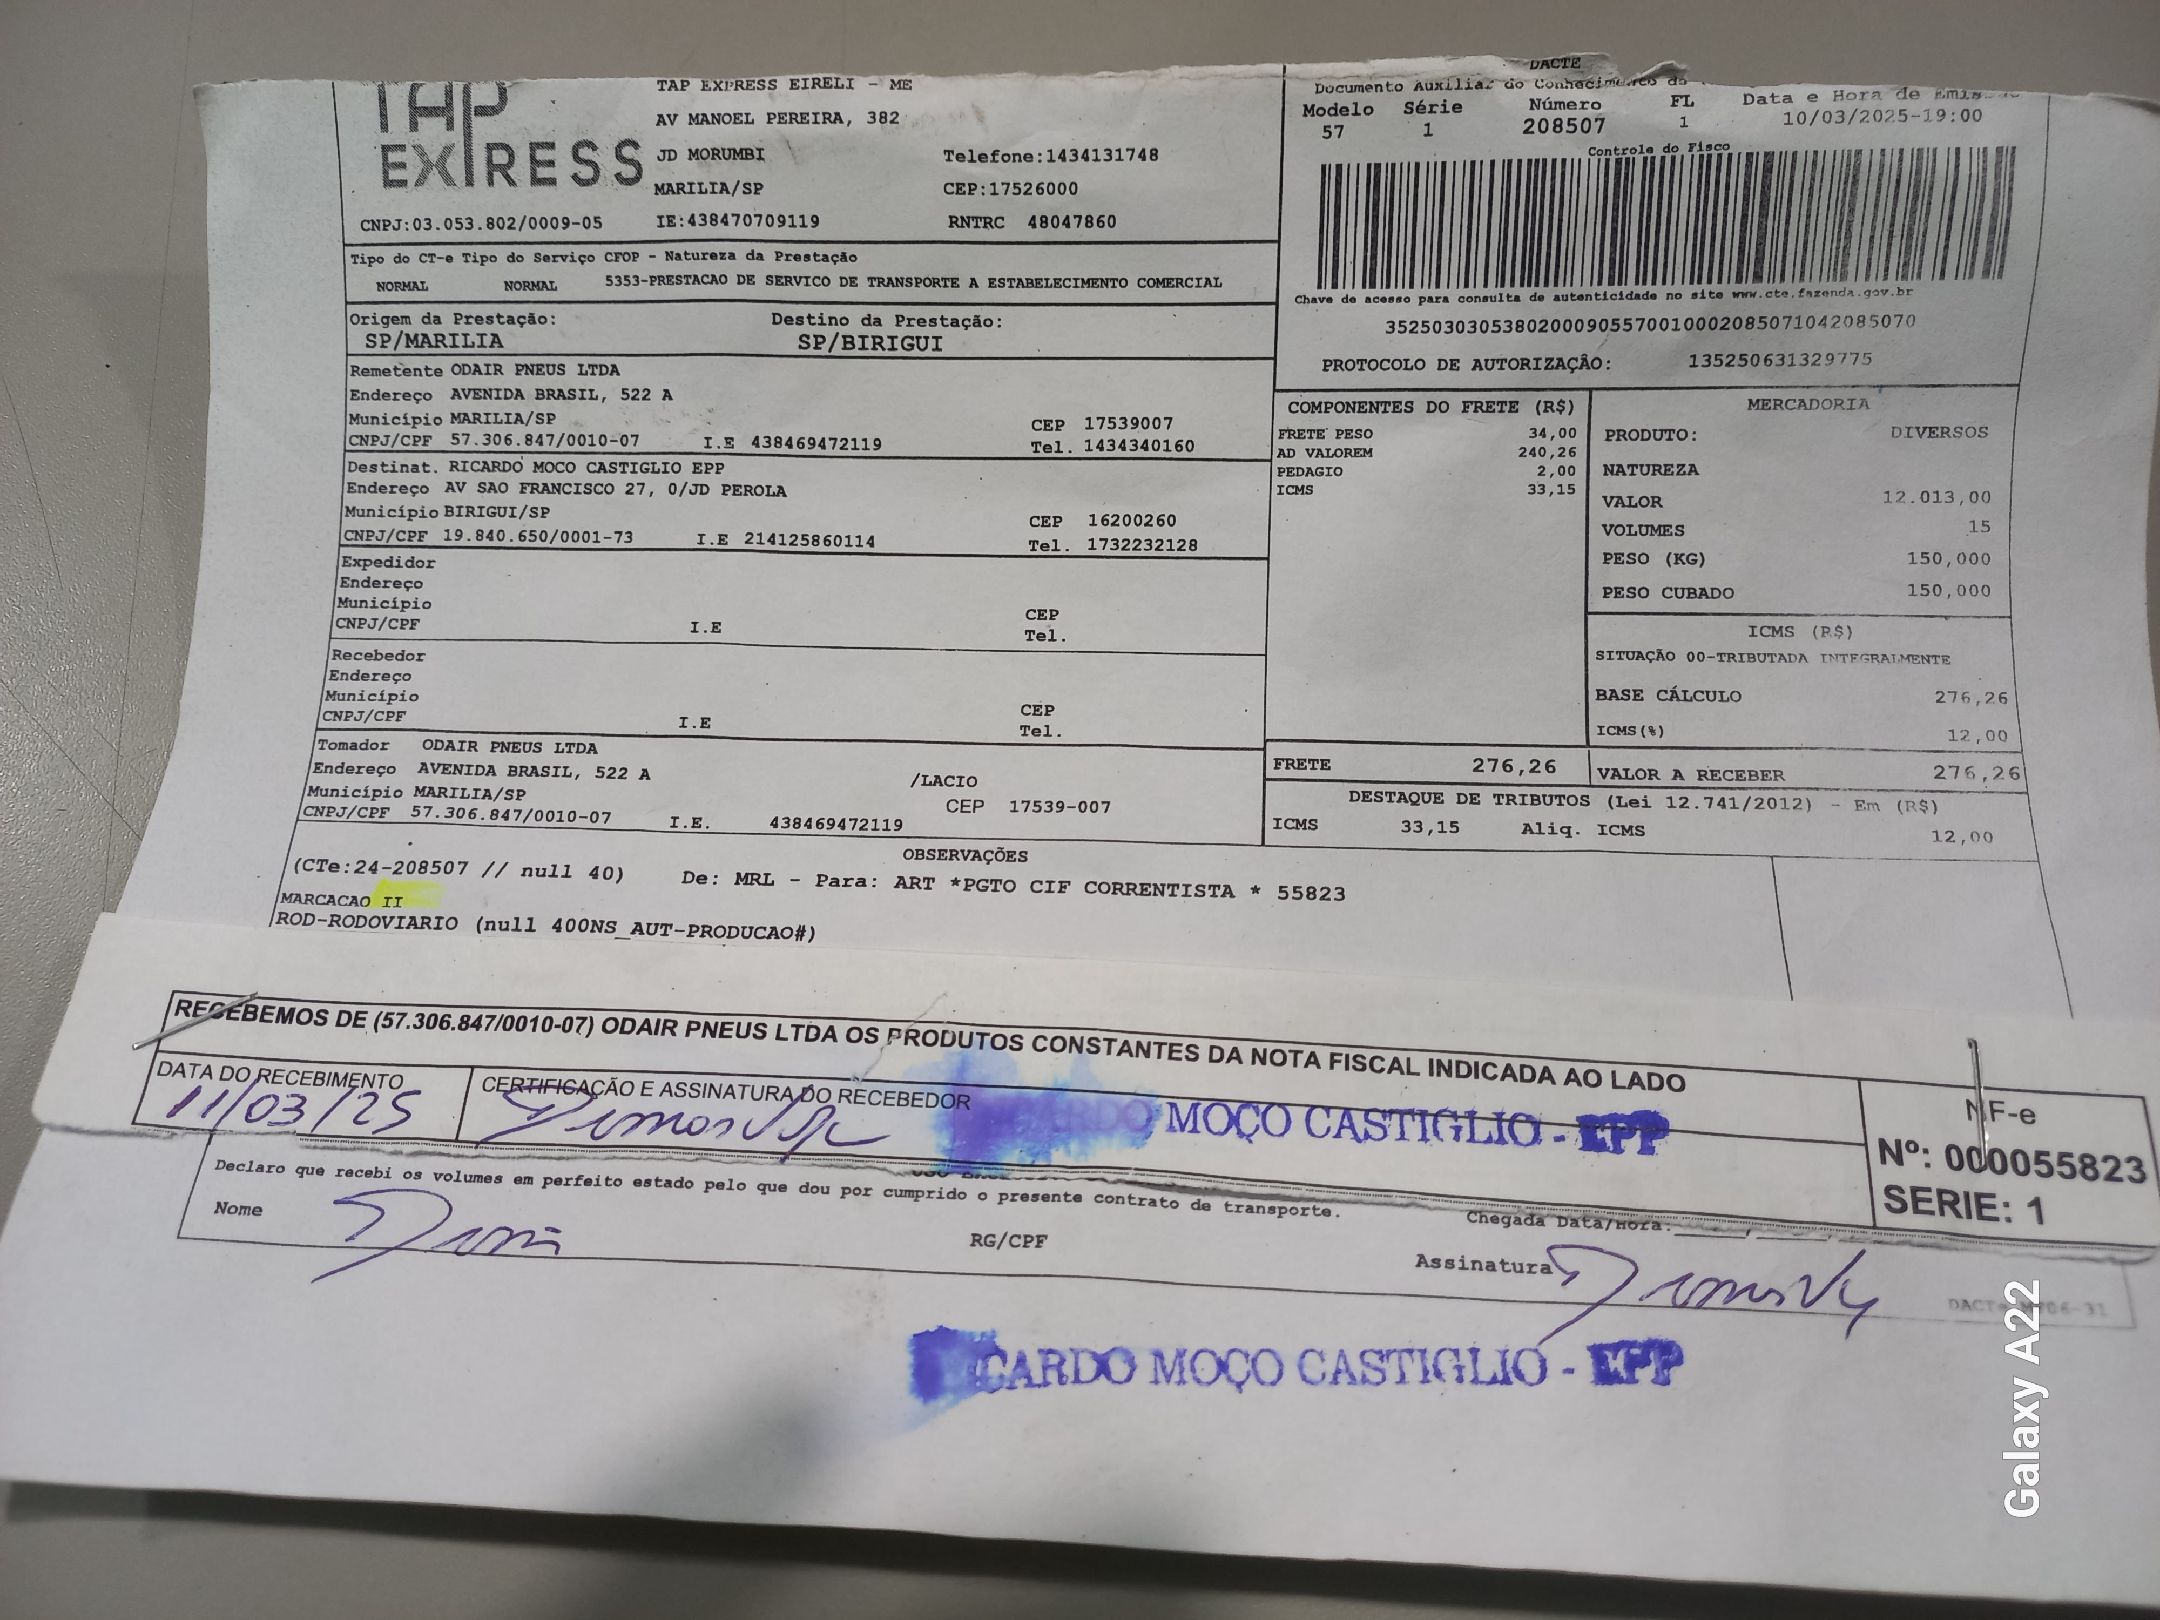 TAP EXPRESS
TAP EXPRESS EIRELI - ME
AV MANOEL PEREIRA, 382
JD MORUMBI Telefone:1434131748
MARILIA/SP CEP:17526000
CNPJ:03.053.802/0009-05 IE:438470709119 RNTRC 48047860
DACTE
Documento Auxiliar do Conhecimento de
Modelo Série Número FL Data e Hora de
57 1 208507 1 10/03/2025-19:00
Controle do Fisco
Chave de acesso para consulta de autenticidade no site www.cte.fazenda.gov.br
35250303053802000905570010002085071042085070
PROTOCOLO DE AUTORIZAÇÃO: 135250631329775
Tipo do CT-e Tipo do Serviço CFOP - Natureza da Prestação
NORMAL NORMAL 5353-PRESTACAO DE SERVICO DE TRANSPORTE A ESTABELECIMENTO COMERCIAL
Origem da Prestação: Destino da Prestação:
SP/MARILIA SP/BIRIGUI
Remetente ODAIR PNEUS LTDA
Endereço AVENIDA BRASIL, 522 A
Município MARILIA/SP CEP 17539007
CNPJ/CPF 57.306.847/0010-07 I.E 438469472119 Tel. 1434340160
Destinat. RICARDO MOCO CASTIGLIO EPP
Endereço AV SAO FRANCISCO 27, 0/JD PEROLA
Município BIRIGUI/SP CEP 16200260
CNPJ/CPF 19.840.650/0001-73 I.E 214125860114 Tel. 1732232128
Expedidor
Endereço
Município CEP
CNPJ/CPF I.E Tel.
Recebedor
Endereço
Município CEP
CNPJ/CPF I.E Tel.
Tomador ODAIR PNEUS LTDA
Endereço AVENIDA BRASIL, 522 A /LACIO
Município MARILIA/SP CEP 17539-007
CNPJ/CPF 57.306.847/0010-07 I.E. 438469472119
COMPONENTES DO FRETE (R$)
FRETE PESO 34,00
AD VALOREM 240,26
PEDAGIO 2,00
ICMS 33,15
MERCADORIA
PRODUTO: DIVERSOS
NATUREZA
VALOR 12.013,00
VOLUMES 15
PESO (KG) 150,000
PESO CUBADO 150,000
ICMS (R$)
SITUAÇÃO 00-TRIBUTADA INTEGRALMENTE
BASE CÁLCULO 276,26
ICMS(%) 12,00
FRETE 276,26 VALOR A RECEBER 276,26
DESTAQUE DE TRIBUTOS (Lei 12.741/2012) - Em (R$)
ICMS 33,15 Aliq. ICMS 12,00
OBSERVAÇÕES
(CTe:24-208507 // null 40) De: MRL - Para: ART *PGTO CIF CORRENTISTA * 55823
MARCACAO II
ROD-RODOVIARIO (null 400NS_AUT-PRODUCAO#)
RECEBEMOS DE (57.306.847/0010-07) ODAIR PNEUS LTDA OS PRODUTOS CONSTANTES DA NOTA FISCAL INDICADA AO LADO
DATA DO RECEBIMENTO CERTIFICAÇÃO E ASSINATURA DO RECEBEDOR
11/03/25
CARDO MOÇO CASTIGLIO - EPP
NF-e
Nº: 000055823
SERIE: 1
Declaro que recebi os volumes em perfeito estado pelo que dou por cumprido o presente contrato de transporte.
Nome RG/CPF Chegada Data/Hora:
Assinatura
CARDO MOÇO CASTIGLIO - EPP
Galaxy A22